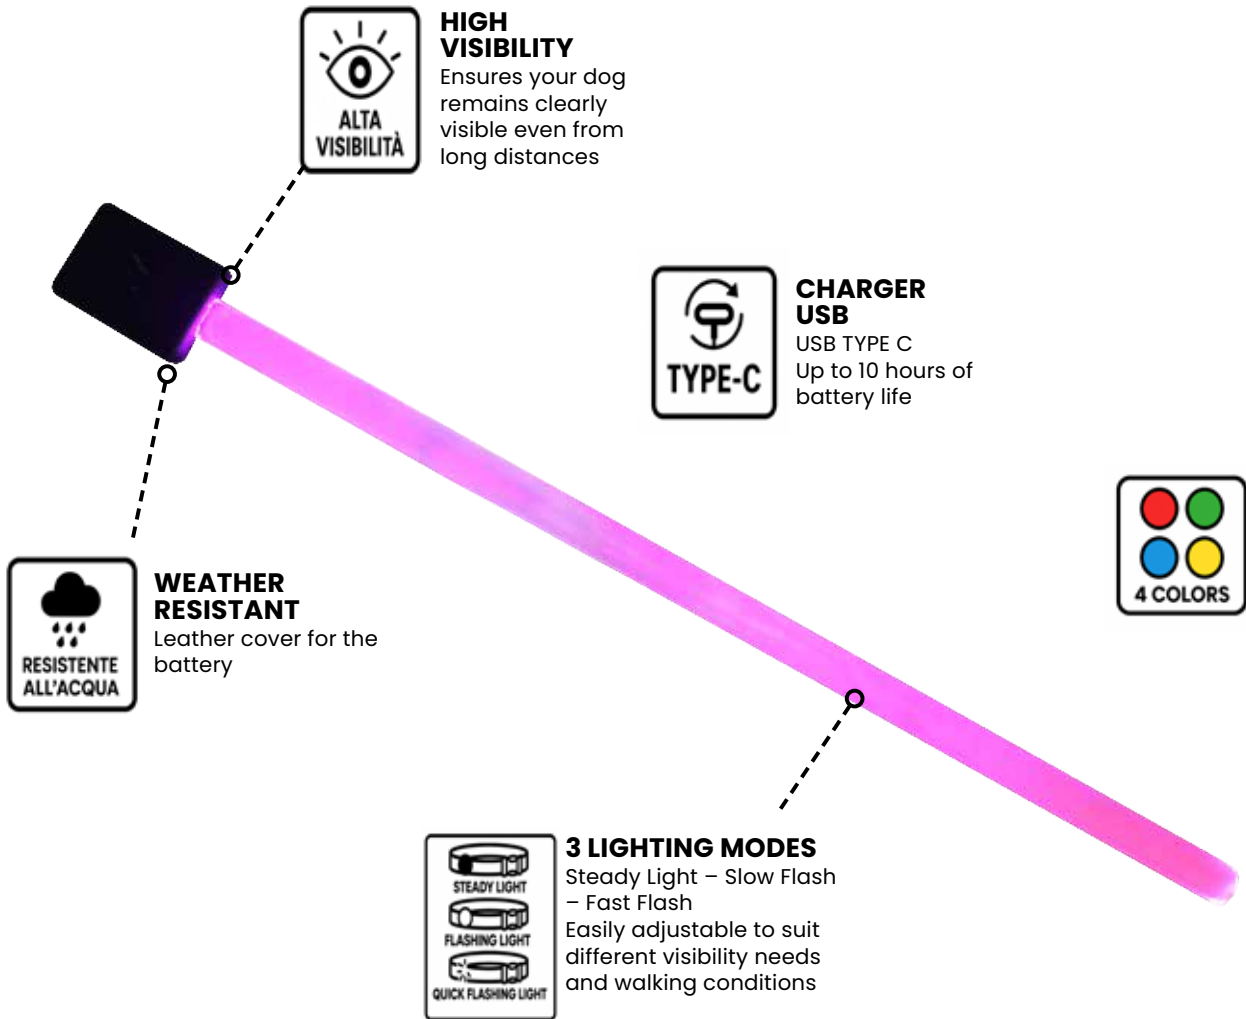 HIGH
VISIBILITY
Ensures your dog
remains clearly
visible even from
long distances
ALTA
VISIBILITÀ
CHARGER
USB
USB TYPE C
Up to 10 hours of
battery life
TYPE-C
4 COLORS
WEATHER
RESISTANT
Leather cover for the
battery
RESISTENTE
ALL'ACQUA
3 LIGHTING MODES
Steady Light – Slow Flash
– Fast Flash
Easily adjustable to suit
different visibility needs
and walking conditions
STEADY LIGHT
FLASHING LIGHT
QUICK FLASHING LIGHT